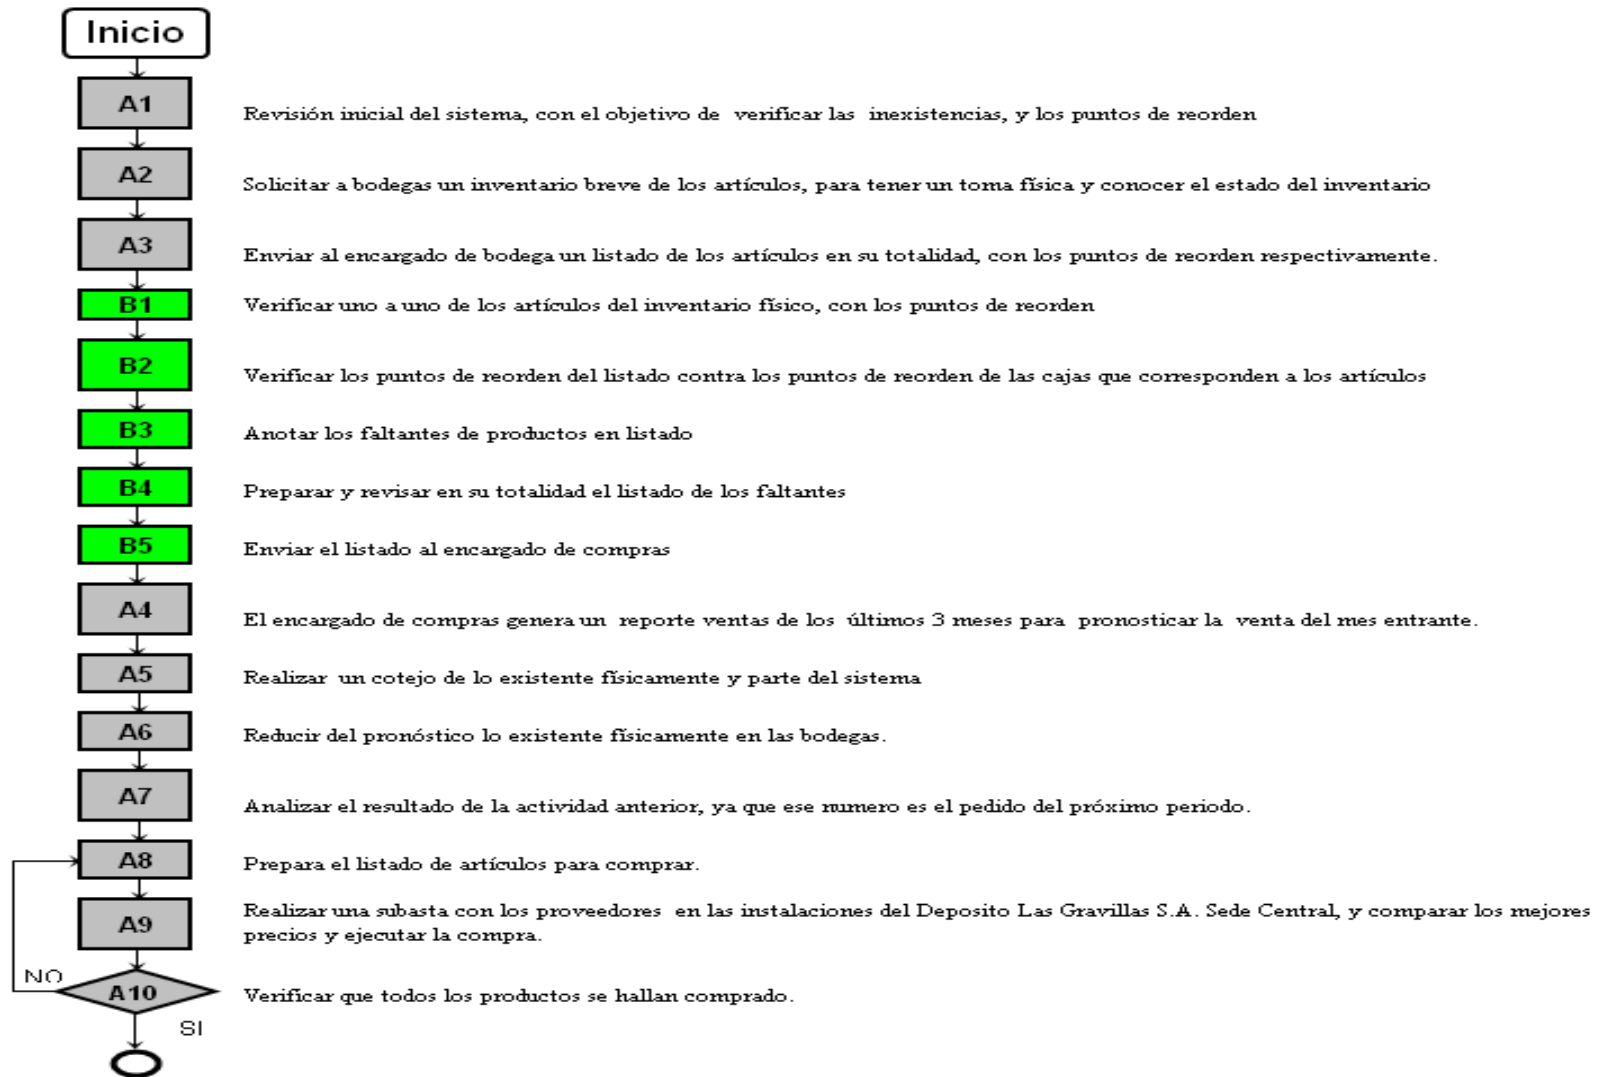 Inicio
A1
Revisión inicial del sistema, con el objetivo de verificar las inexistencias, y los puntos de reorden
A2
Solicitar a bodegas un inventario breve de los artículos, para tener un toma física y conocer el estado del inventario
A3
Enviar al encargado de bodega un listado de los artículos en su totalidad, con los puntos de reorden respectivamente.
B1
Verificar uno a uno de los artículos del inventario físico, con los puntos de reorden
B2
Verificar los puntos de reorden del listado contra los puntos de reorden de las cajas que corresponden a los artículos
B3
Anotar los faltantes de productos en listado
B4
Preparar y revisar en su totalidad el listado de los faltantes
B5
Enviar el listado al encargado de compras
A4
El encargado de compras genera un reporte ventas de los últimos 3 meses para pronosticar la venta del mes entrante.
A5
Realizar un cotejo de lo existente físicamente y parte del sistema
A6
Reducir del pronóstico lo existente físicamente en las bodegas.
A7
Analizar el resultado de la actividad anterior, ya que ese numero es el pedido del próximo periodo.
A8
Prepara el listado de artículos para comprar.
A9
Realizar una subasta con los proveedores en las instalaciones del Deposito Las Gravillas S.A. Sede Central, y comparar los mejores
precios y ejecutar la compra.
NO
A10
Verificar que todos los productos se hallan comprado.
SI